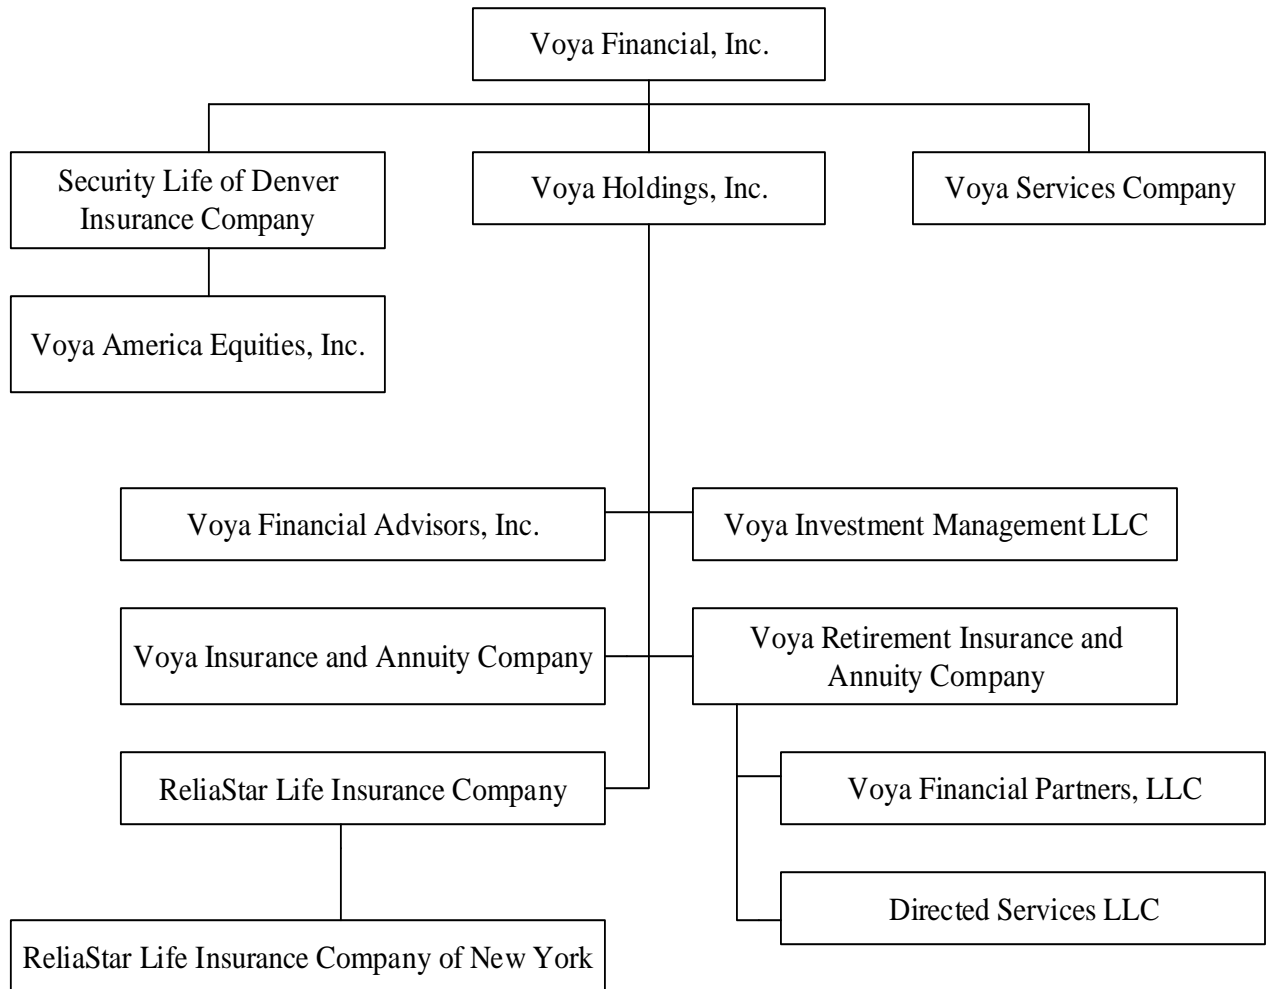 Voya Financial, Inc.
Security Life of Denver
Insurance Company
Voya Holdings, Inc.
Voya Services Company
Voya America Equities, Inc.
Voya Financial Advisors, Inc.
Voya Investment Management LLC
Voya Insurance and Annuity Company
Voya Retirement Insurance and
Annuity Company
ReliaStar Life Insurance Company
Voya Financial Partners, LLC
Directed Services LLC
ReliaStar Life Insurance Company of New York